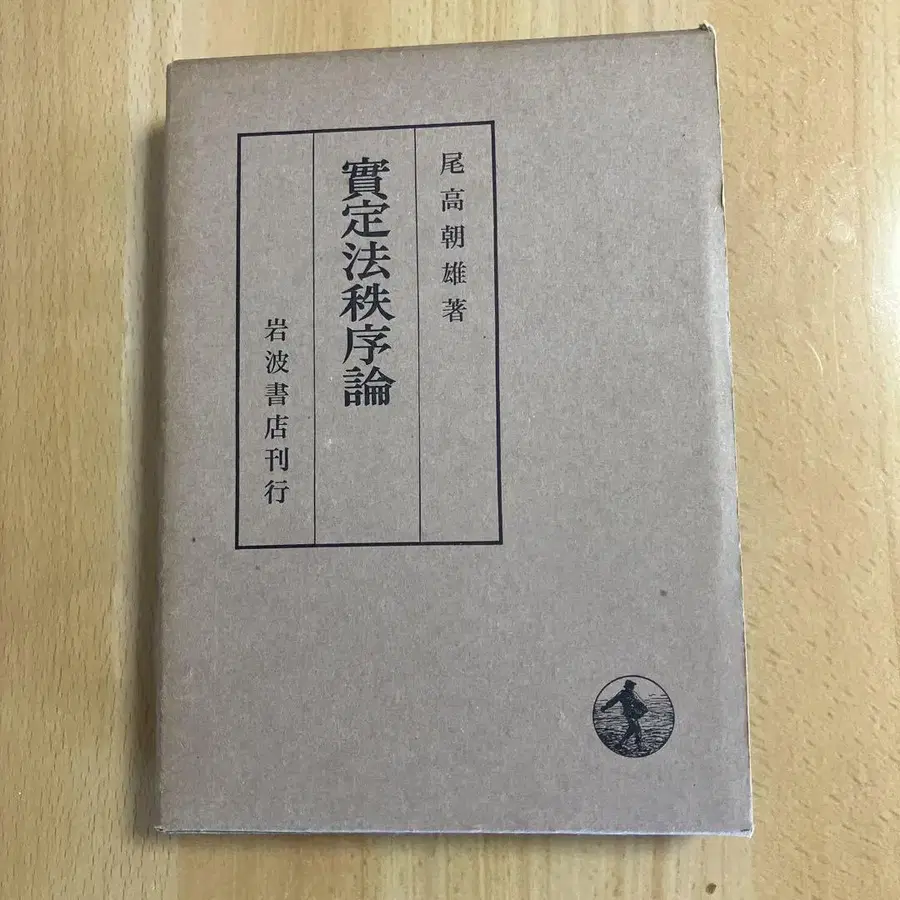 尾高朝雄著
實定法秩序論
岩波書店刊行